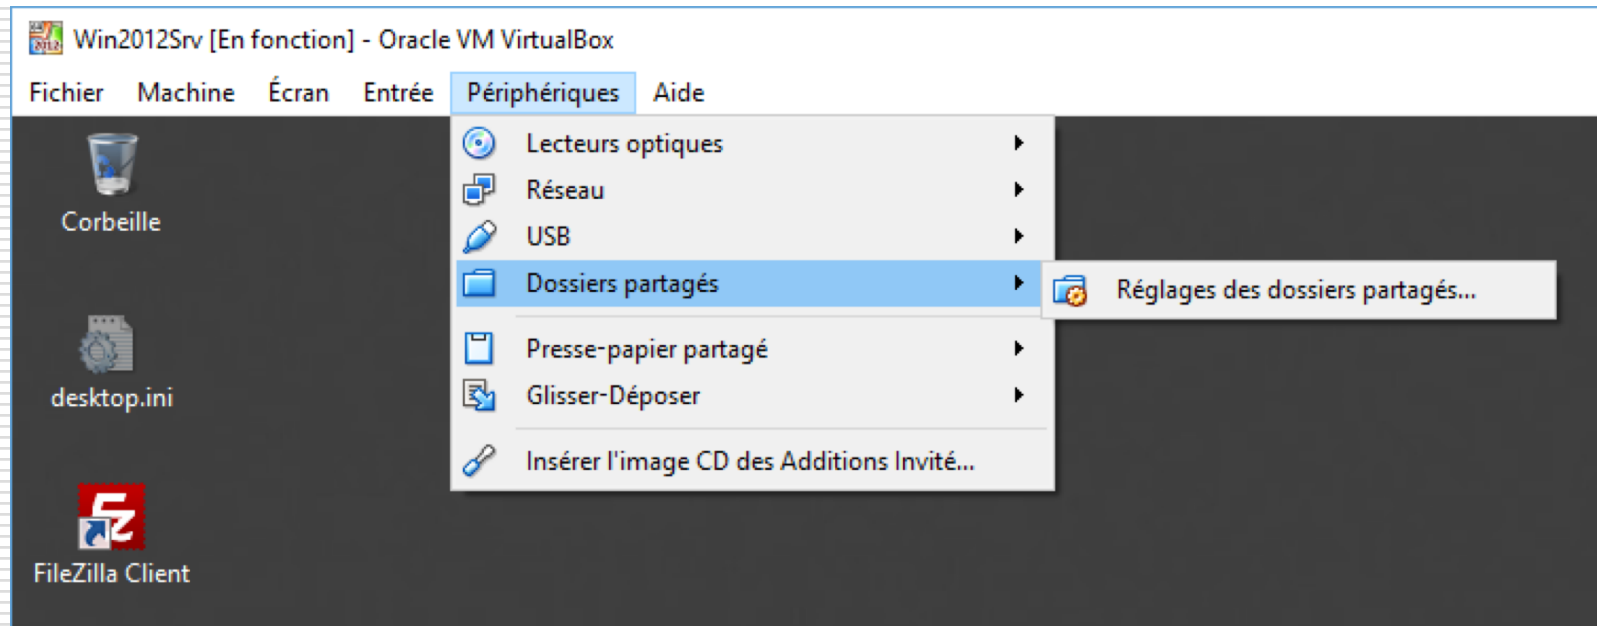 Win2012Srv [En fonction] - Oracle VM VirtualBox
Fichier Machine Écran Entrée Périphériques Aide
Lecteurs optiques
Réseau
USB
Dossiers partagés
Réglages des dossiers partagés...
Presse-papier partagé
Glisser-Déposer
Insérer l'image CD des Additions Invité...
Corbeille
desktop.ini
FileZilla Client